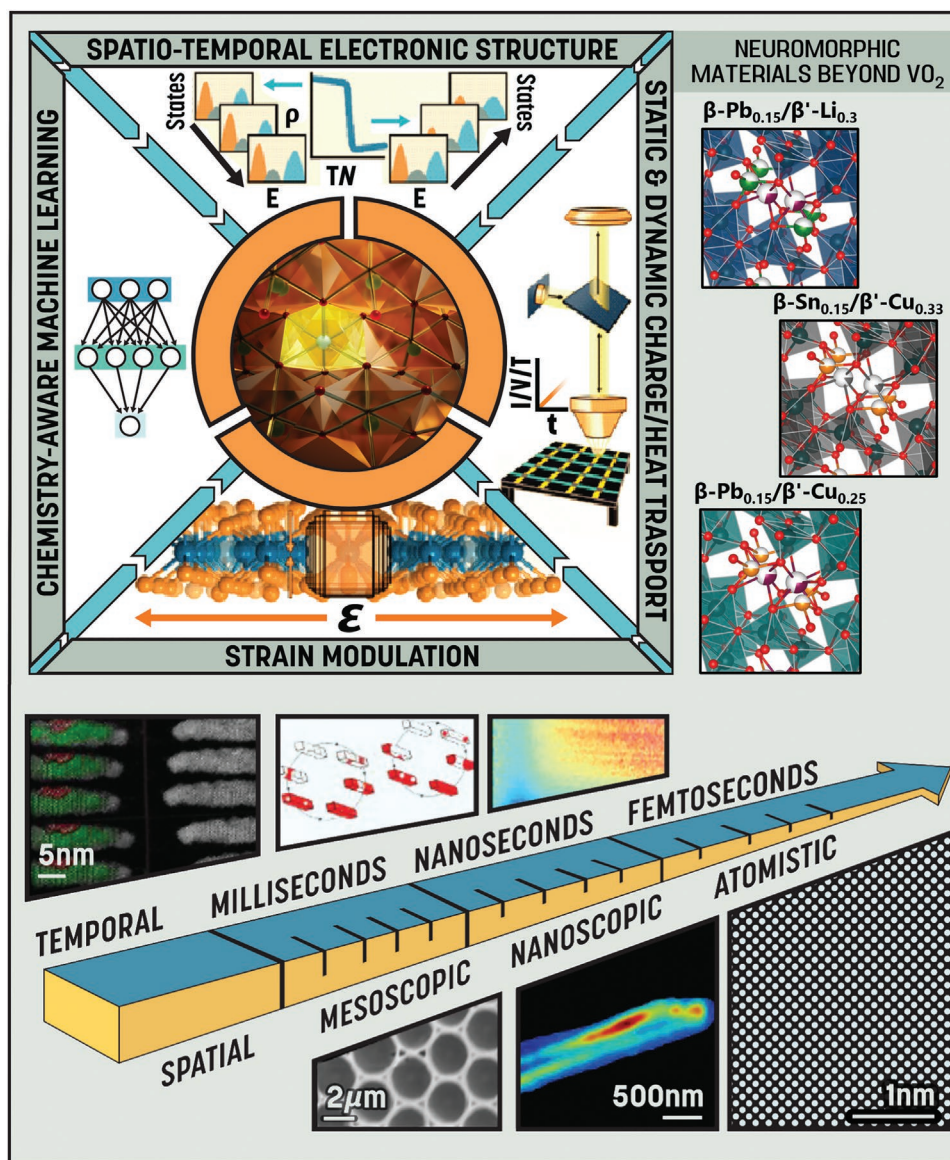 SPATIO-TEMPORAL ELECTRONIC STRUCTURE
CHEMISTRY-AWARE MACHINE LEARNING
STATIC & DYNAMIC CHARGE/HEAT TRASPORT
STRAIN MODULATION
States
ρ
States
E
TN
E
I/N/T
t
ε
NEUROMORPHIC
MATERIALS BEYOND VO₂
β-Pb₀.₁₅/β'-Li₀.₃
β-Sn₀.₁₅/β'-Cu₀.₃₃
β-Pb₀.₁₅/β'-Cu₀.₂₅
5nm
TEMPORAL
MILLISECONDS
NANOSECONDS
FEMTOSECONDS
SPATIAL
MESOSCOPIC
NANOSCOPIC
ATOMISTIC
2μm
500nm
1nm